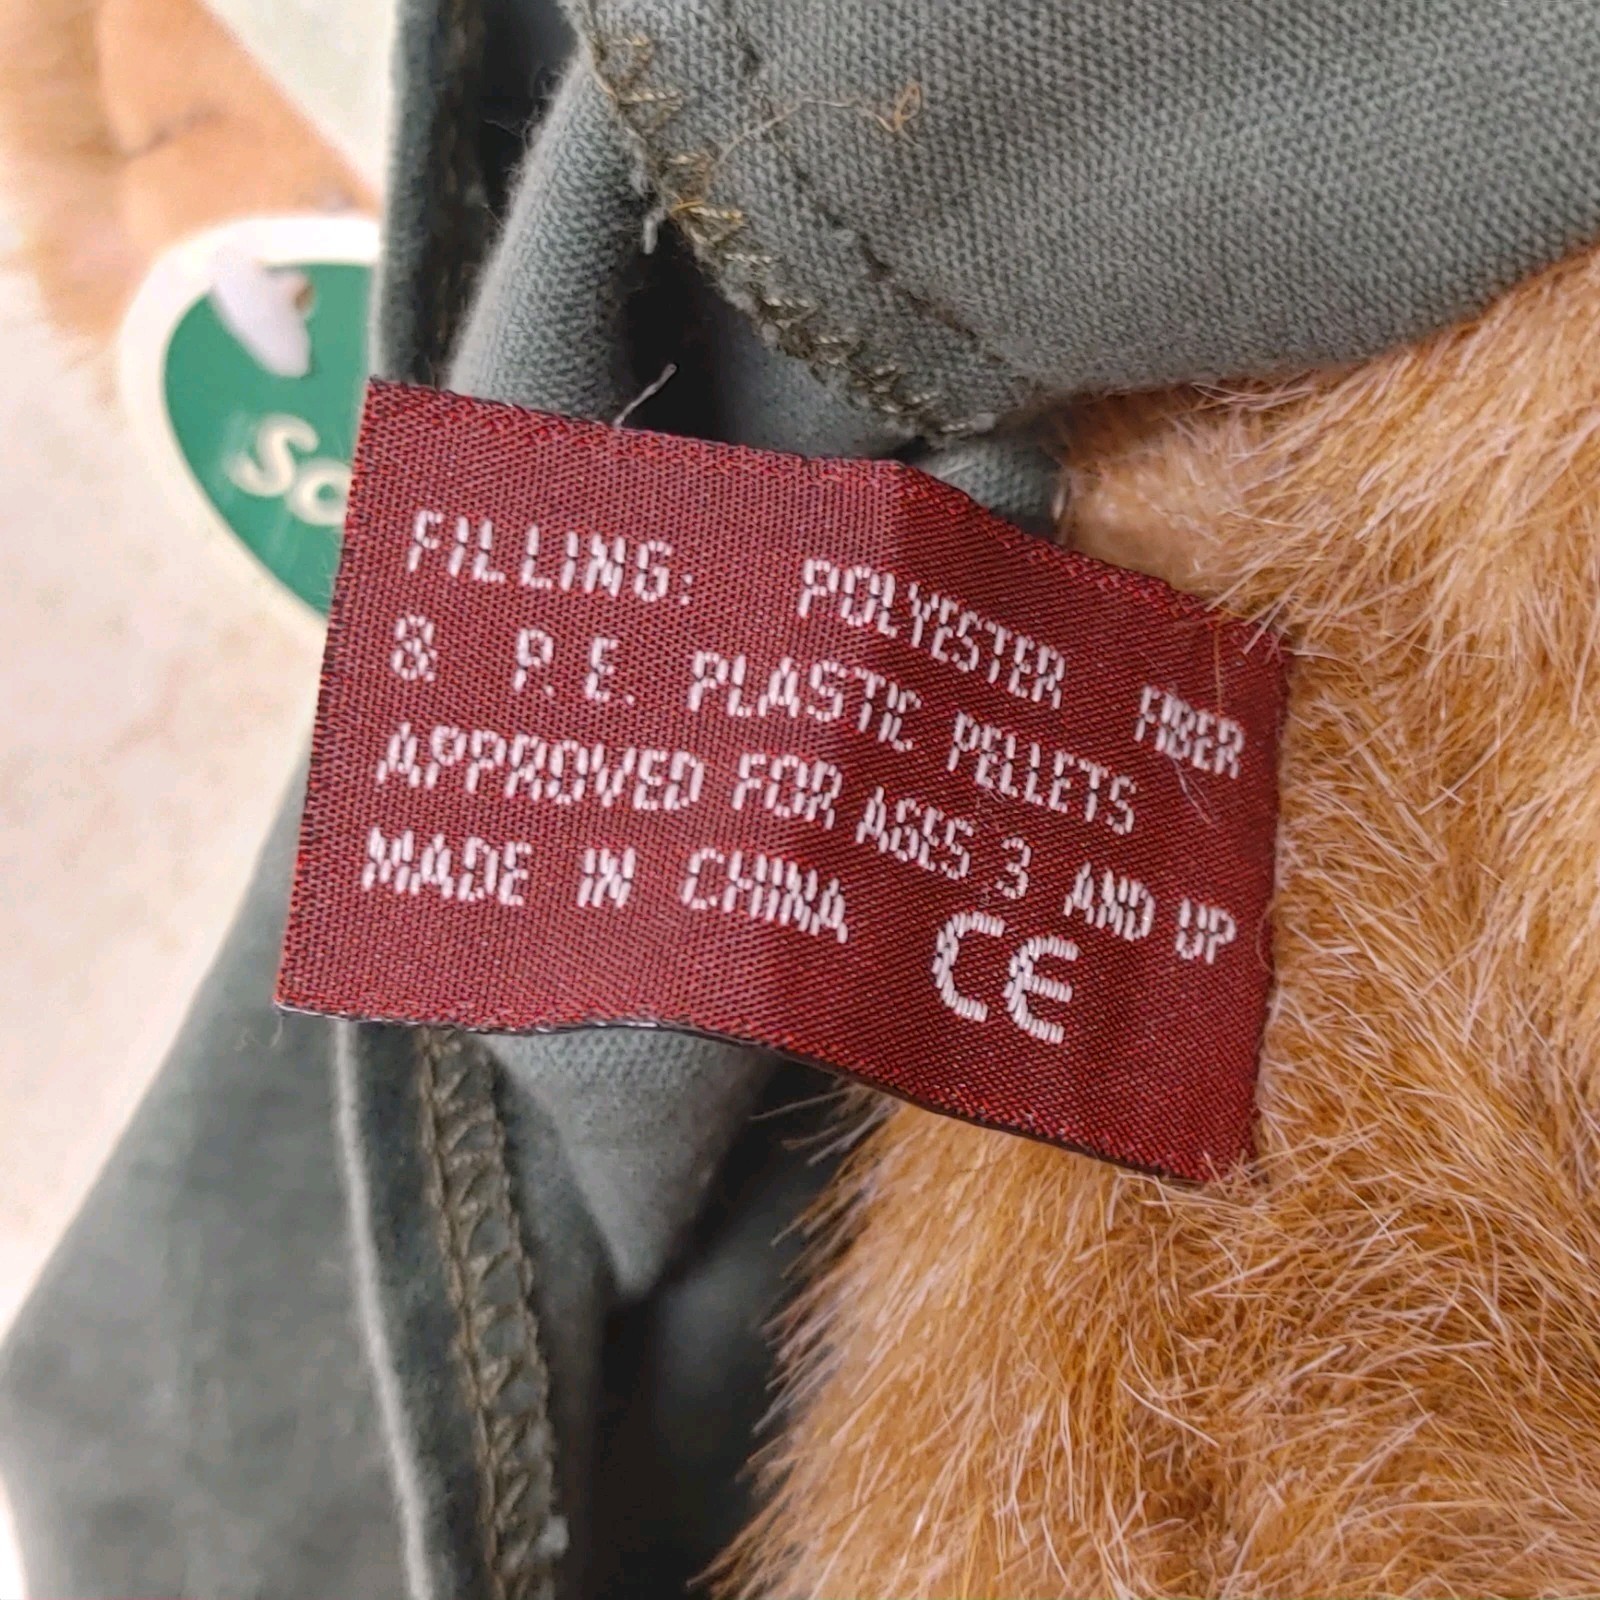 FILLING: POLYESTER FIBER
& P.E. PLASTIC PELLETS
APPROVED FOR AGES 3 AND UP
MADE IN CHINA
CE